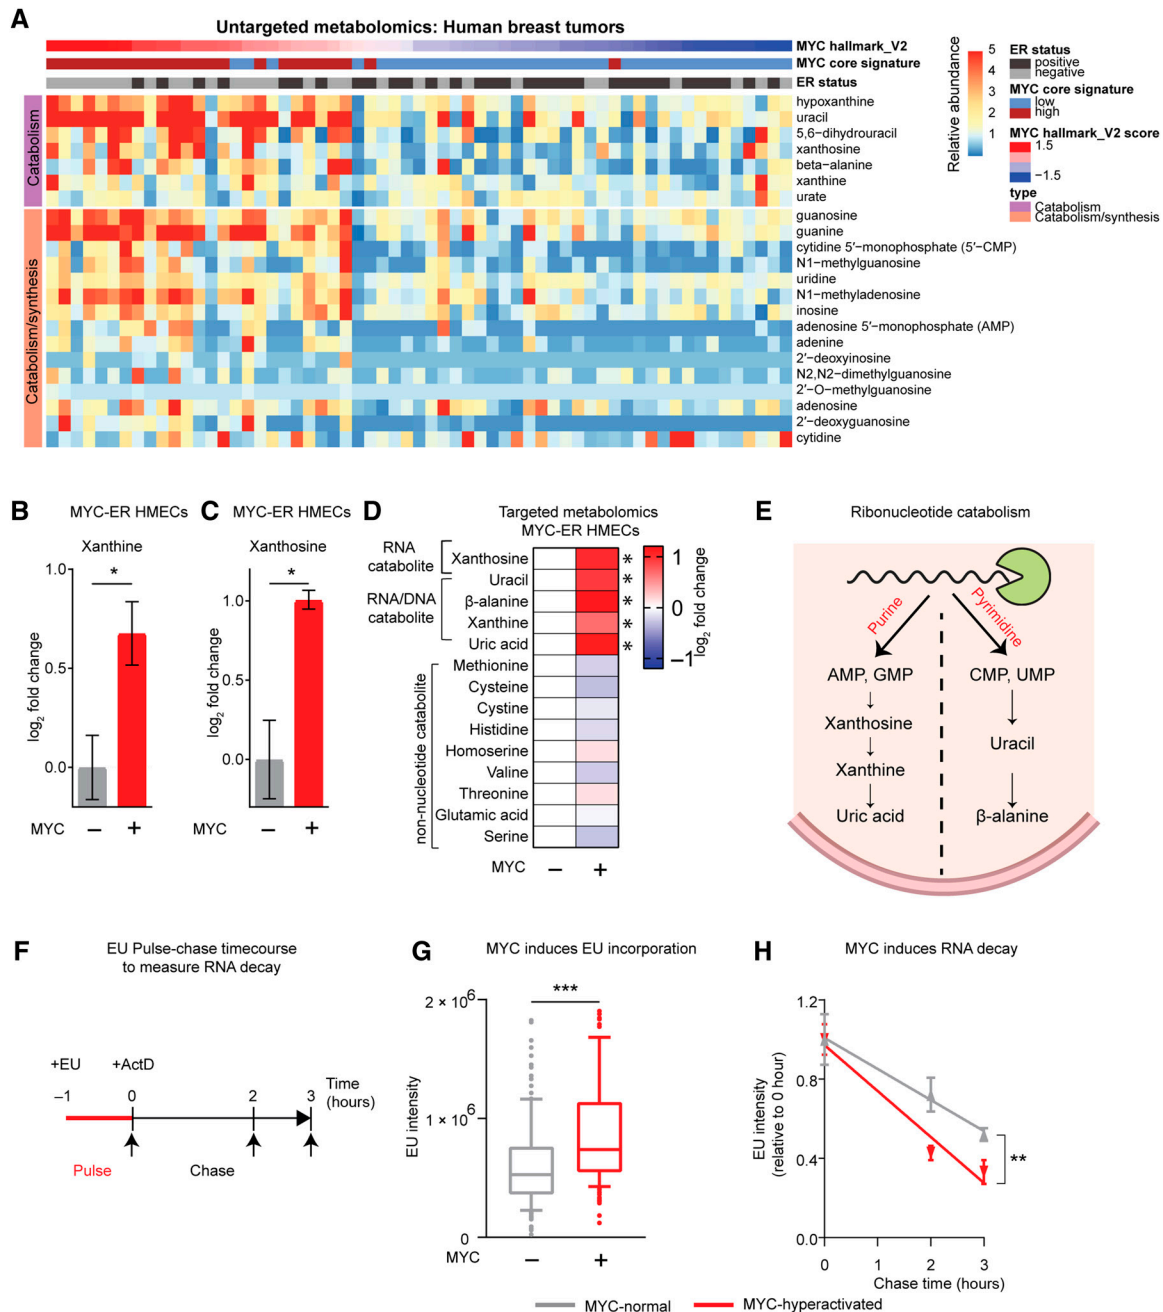 A
Untargeted metabolomics: Human breast tumors
MYC hallmark_V2
MYC core signature
ER status
Catabolism
hypoxanthine
uracil
5,6−dihydrouracil
xanthosine
beta−alanine
xanthine
urate
Catabolism/synthesis
guanosine
guanine
cytidine 5′−monophosphate (5′−CMP)
N1−methylguanosine
uridine
N1−methyladenosine
inosine
adenosine 5′−monophosphate (AMP)
adenine
2′−deoxyinosine
N2,N2−dimethylguanosine
2′−O−methylguanosine
adenosine
2′−deoxyguanosine
cytidine
Relative abundance
5
4
3
2
1
ER status
positive
negative
MYC core signature
low
high
MYC hallmark_V2 score
1.5
−1.5
type
Catabolism
Catabolism/synthesis
B
MYC-ER HMECs
Xanthine
log2 fold change
1.0
0.5
0.0
*
MYC − +
C
MYC-ER HMECs
Xanthosine
log2 fold change
1.0
0.5
0.0
*
MYC − +
D
Targeted metabolomics
MYC-ER HMECs
RNA
catabolite
RNA/DNA
catabolite
non-nucleotide catabolite
Xanthosine *
Uracil *
β-alanine *
Xanthine *
Uric acid *
Methionine
Cysteine
Cystine
Histidine
Homoserine
Valine
Threonine
Glutamic acid
Serine
MYC − +
1
0
−1
log2 fold change
E
Ribonucleotide catabolism
Purine
Pyrimidine
AMP, GMP
Xanthosine
Xanthine
Uric acid
CMP, UMP
Uracil
β-alanine
F
EU Pulse-chase timecourse
to measure RNA decay
+EU +ActD
−1 0 2 3 Time
(hours)
Pulse Chase
G
MYC induces EU incorporation
EU intensity
2 × 10⁶
1 × 10⁶
0
***
MYC − +
H
MYC induces RNA decay
EU intensity
(relative to 0 hour)
1.2
0.8
0.4
0.0
**
0 1 2 3
Chase time (hours)
MYC-normal MYC-hyperactivated